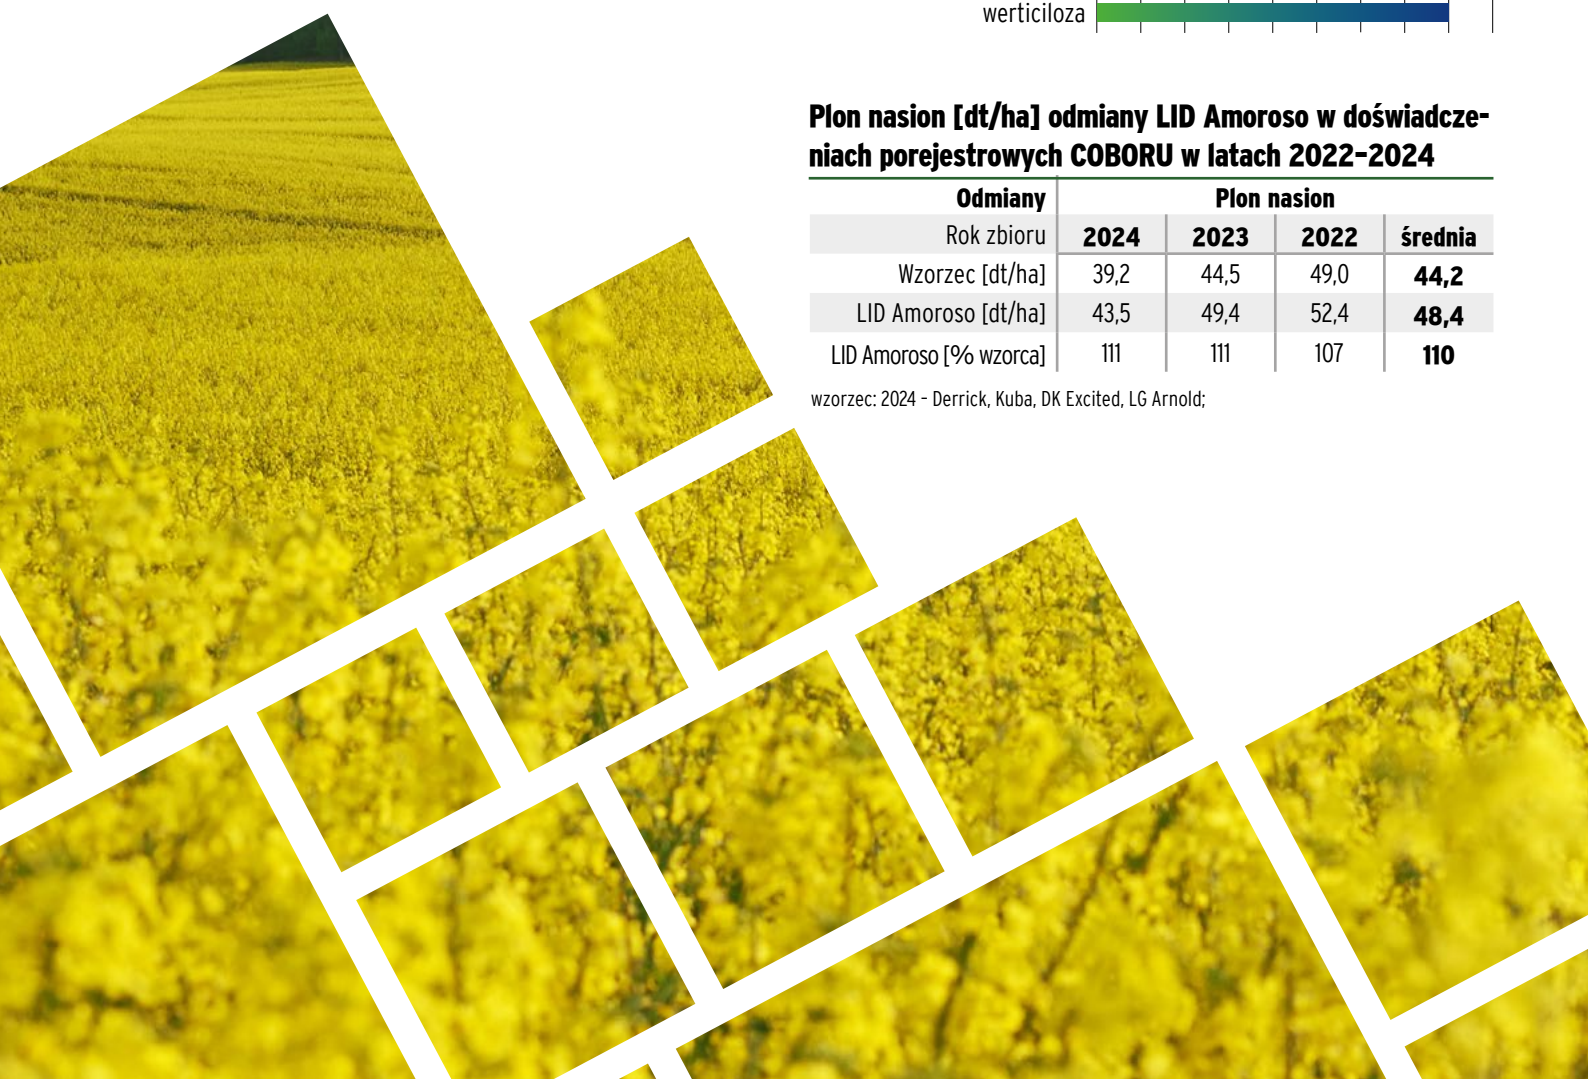 werticiloza
Plon nasion [dt/ha] odmiany LID Amoroso w doświadcze-
niach porejestrowych COBORU w latach 2022–2024
Odmiany Plon nasion
Rok zbioru 2024 2023 2022 średnia
Wzorzec [dt/ha] 39,2 44,5 49,0 44,2
LID Amoroso [dt/ha] 43,5 49,4 52,4 48,4
LID Amoroso [% wzorca] 111 111 107 110
wzorzec: 2024 - Derrick, Kuba, DK Excited, LG Arnold;